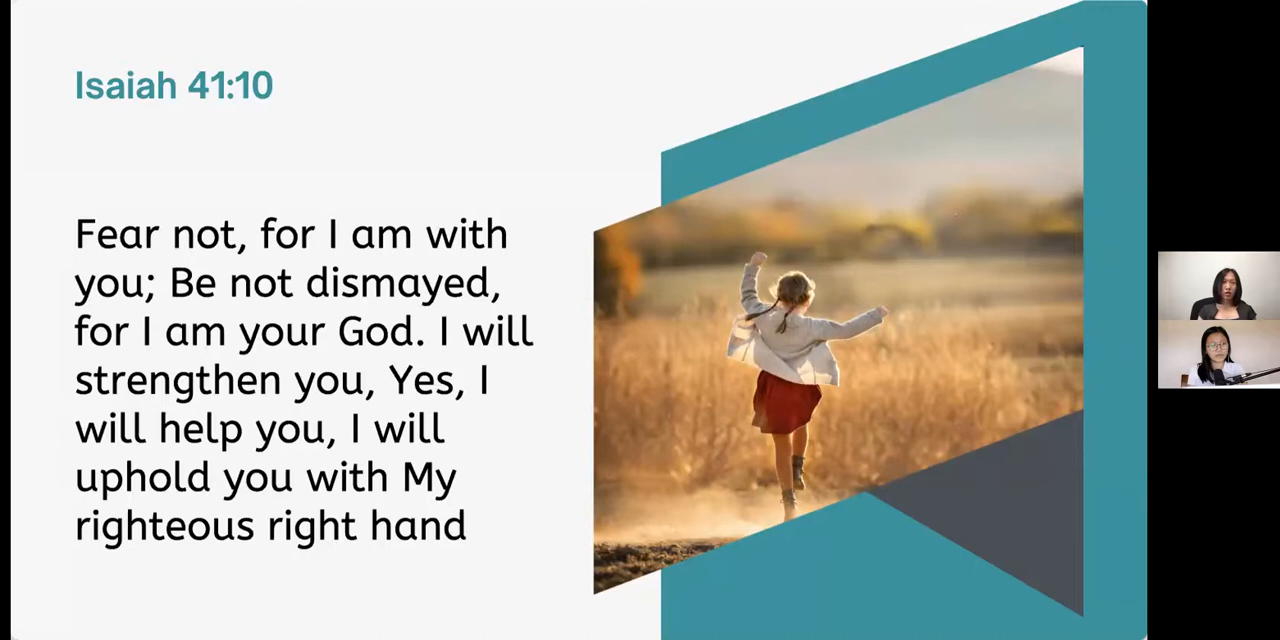 Isaiah 41:10
Fear not, for I am with
you; Be not dismayed,
for I am your God. I will
strengthen you, Yes, I
will help you, I will
uphold you with My
righteous right hand